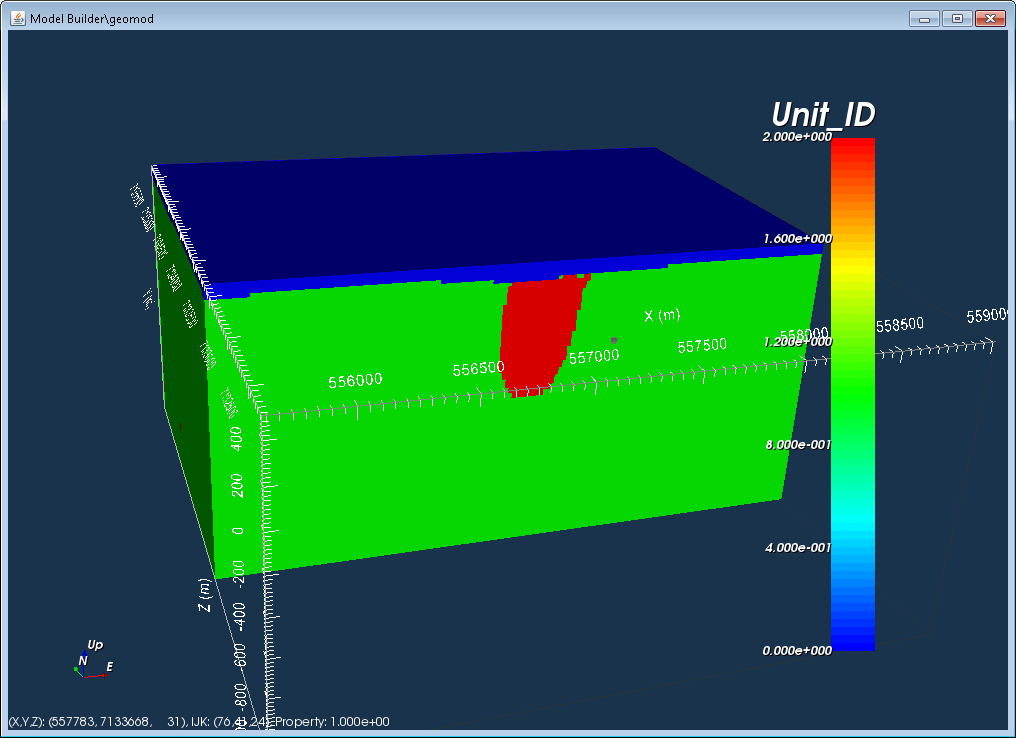 Model Builder\geomod
Unit_ID
2.000e+000
1.600e+000
1.200e+000
8.000e-001
4.000e-001
0.000e+000
X (m)
556000
556500
557000
557500
558000
558500
559000
400
200
0
-200
-400
-600
-800
Z (m)
Up
N
E
(X,Y,Z): (557783, 7133668, 31), IJK: (76,41,24) Property: 1.000e+00